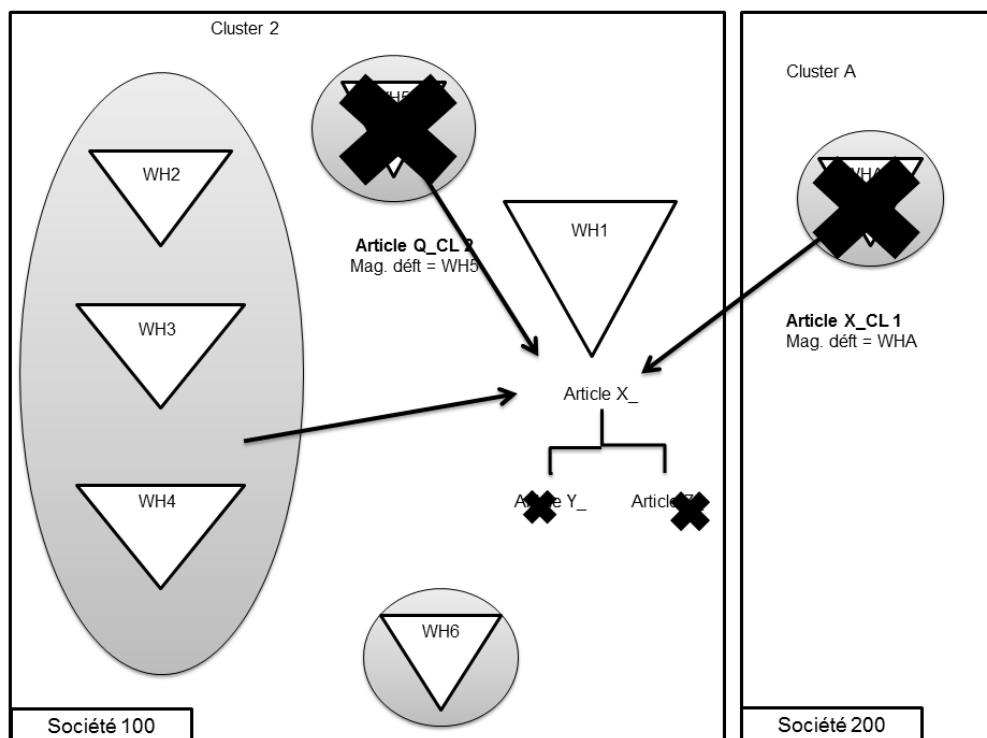 Cluster 2
Cluster A
WH2
WH1
Article Q_CL 2
Mag. déft = WH5
WH3
Article X_CL 1
Mag. déft = WHA
Article X_
WH4
WH6
Société 100
Société 200